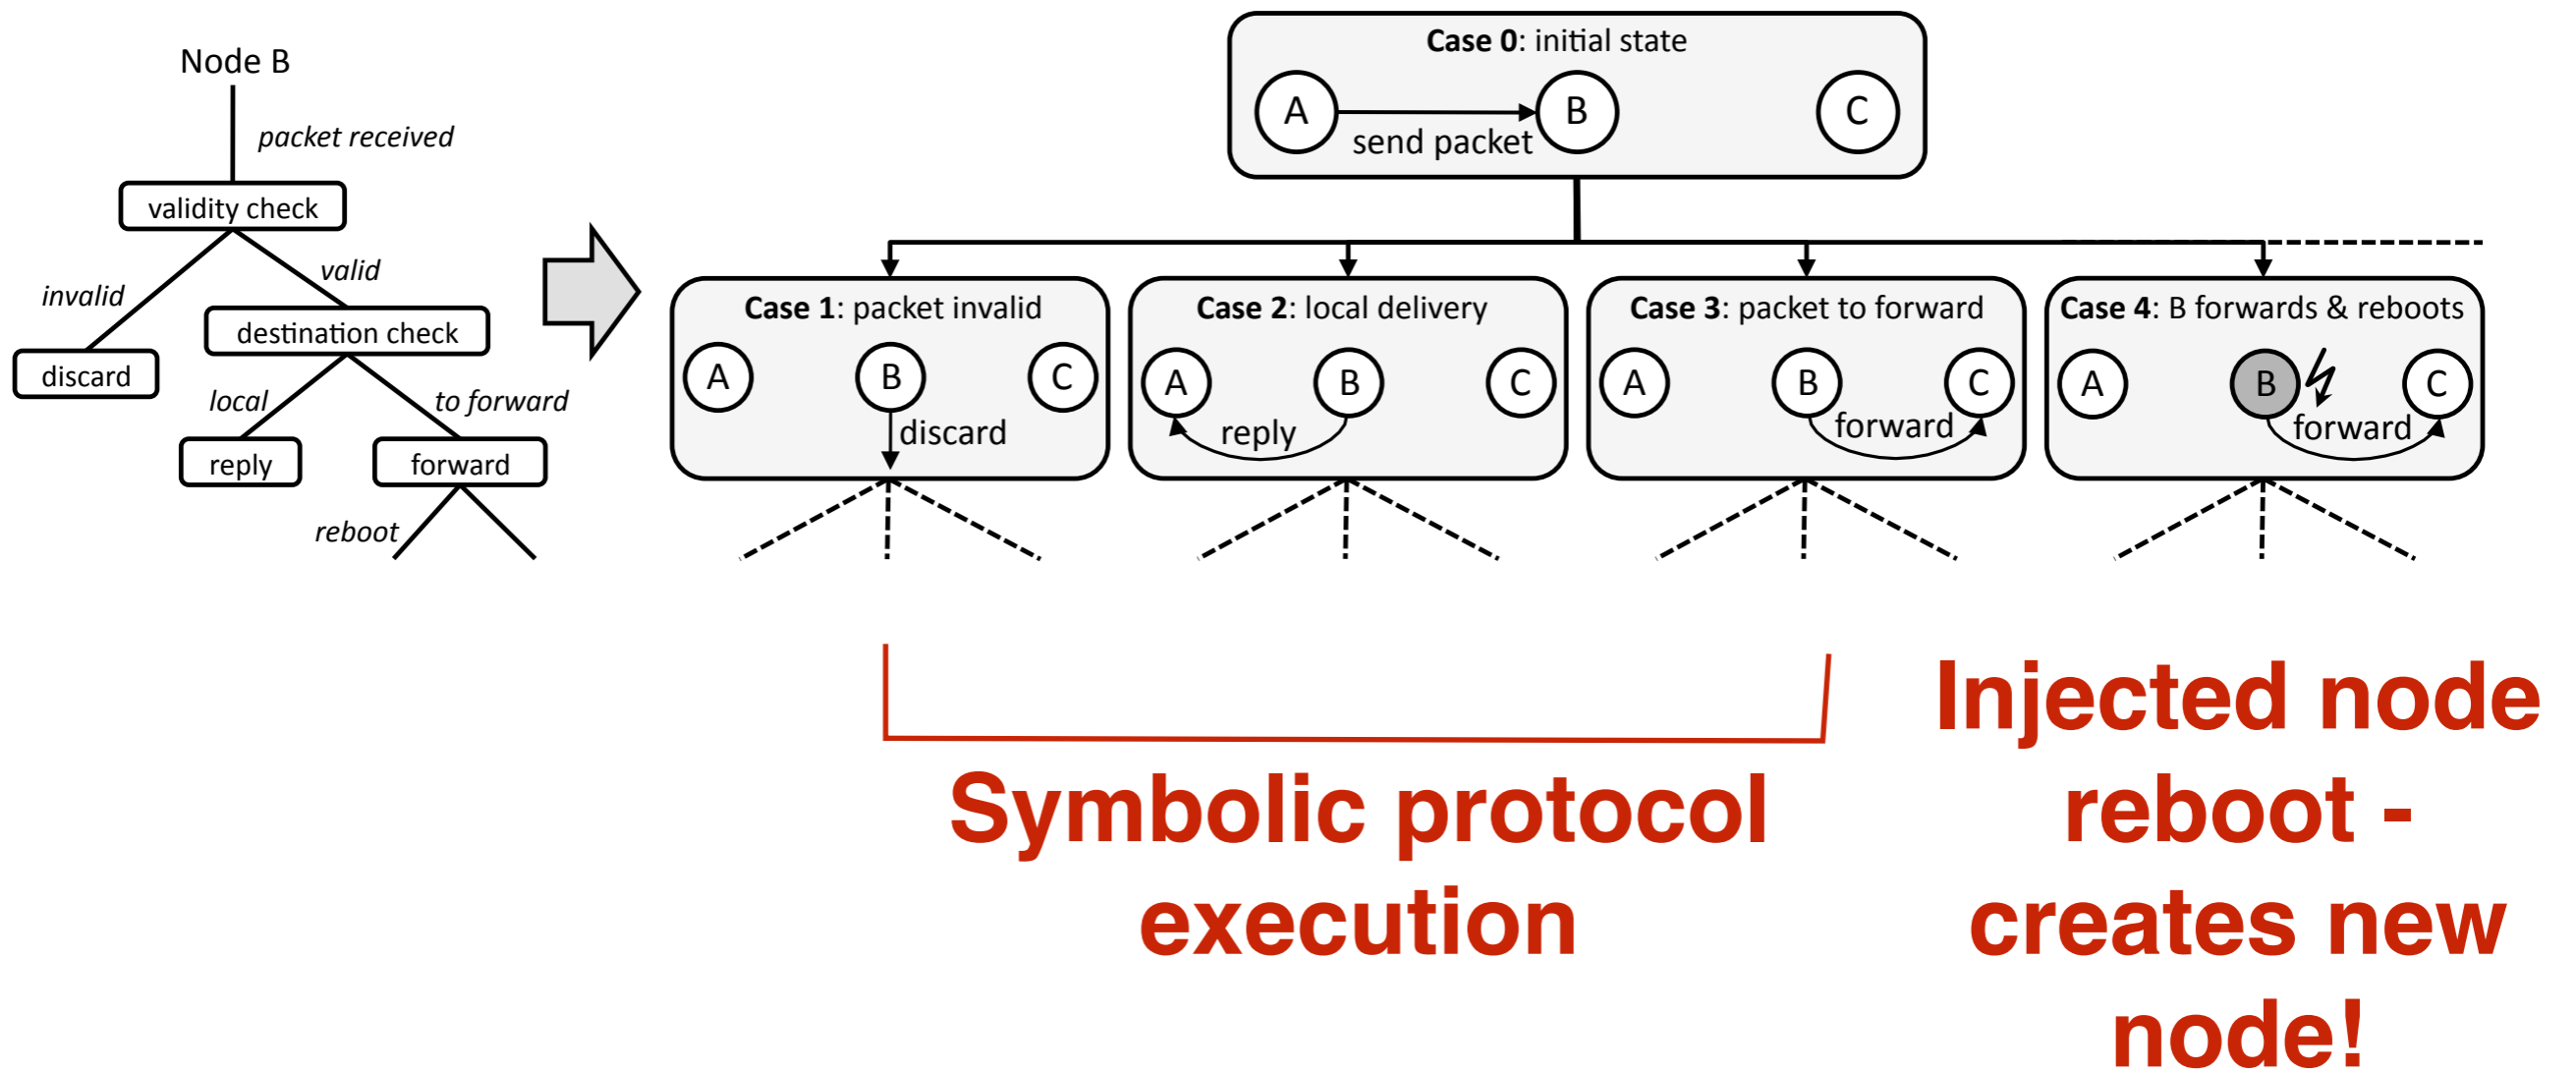 Node B
packet received
validity check
invalid
valid
discard
destination check
local
to forward
reply
forward
reboot
Case 0: initial state
A
B
C
send packet
Case 1: packet invalid
A
B
C
discard
Case 2: local delivery
A
B
C
reply
Case 3: packet to forward
A
B
C
forward
Case 4: B forwards & reboots
A
B
C
forward
Symbolic protocol
execution
Injected node
reboot -
creates new
node!